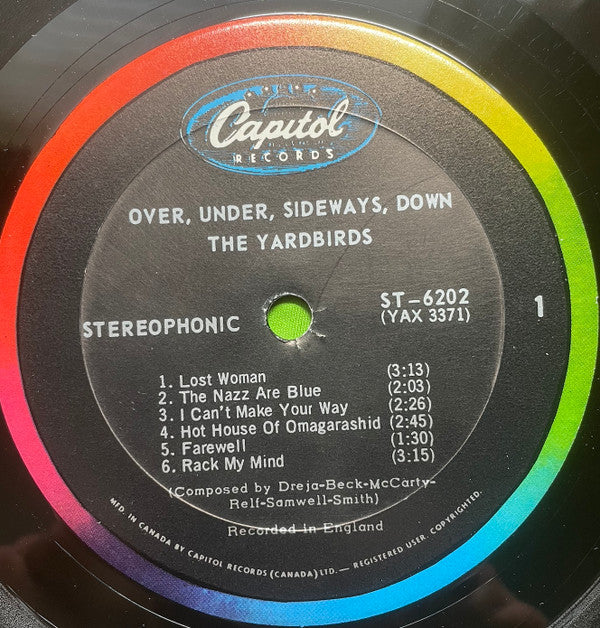 Capitol
RECORDS
OVER, UNDER, SIDEWAYS, DOWN
THE YARDBIRDS
STEREOPHONIC
ST-6202
(YAX 3371)
1
1. Lost Woman (3:13)
2. The Nazz Are Blue (2:03)
3. I Can't Make Your Way (2:26)
4. Hot House Of Omagarashid (2:45)
5. Farewell (1:30)
6. Rack My Mind (3:15)
(Composed by Dreja-Beck-McCarty-
Relf-Samwell-Smith)
Recorded in England
MFD. IN CANADA BY CAPITOL RECORDS (CANADA) LTD. — REGISTERED USER. COPYRIGHTED.